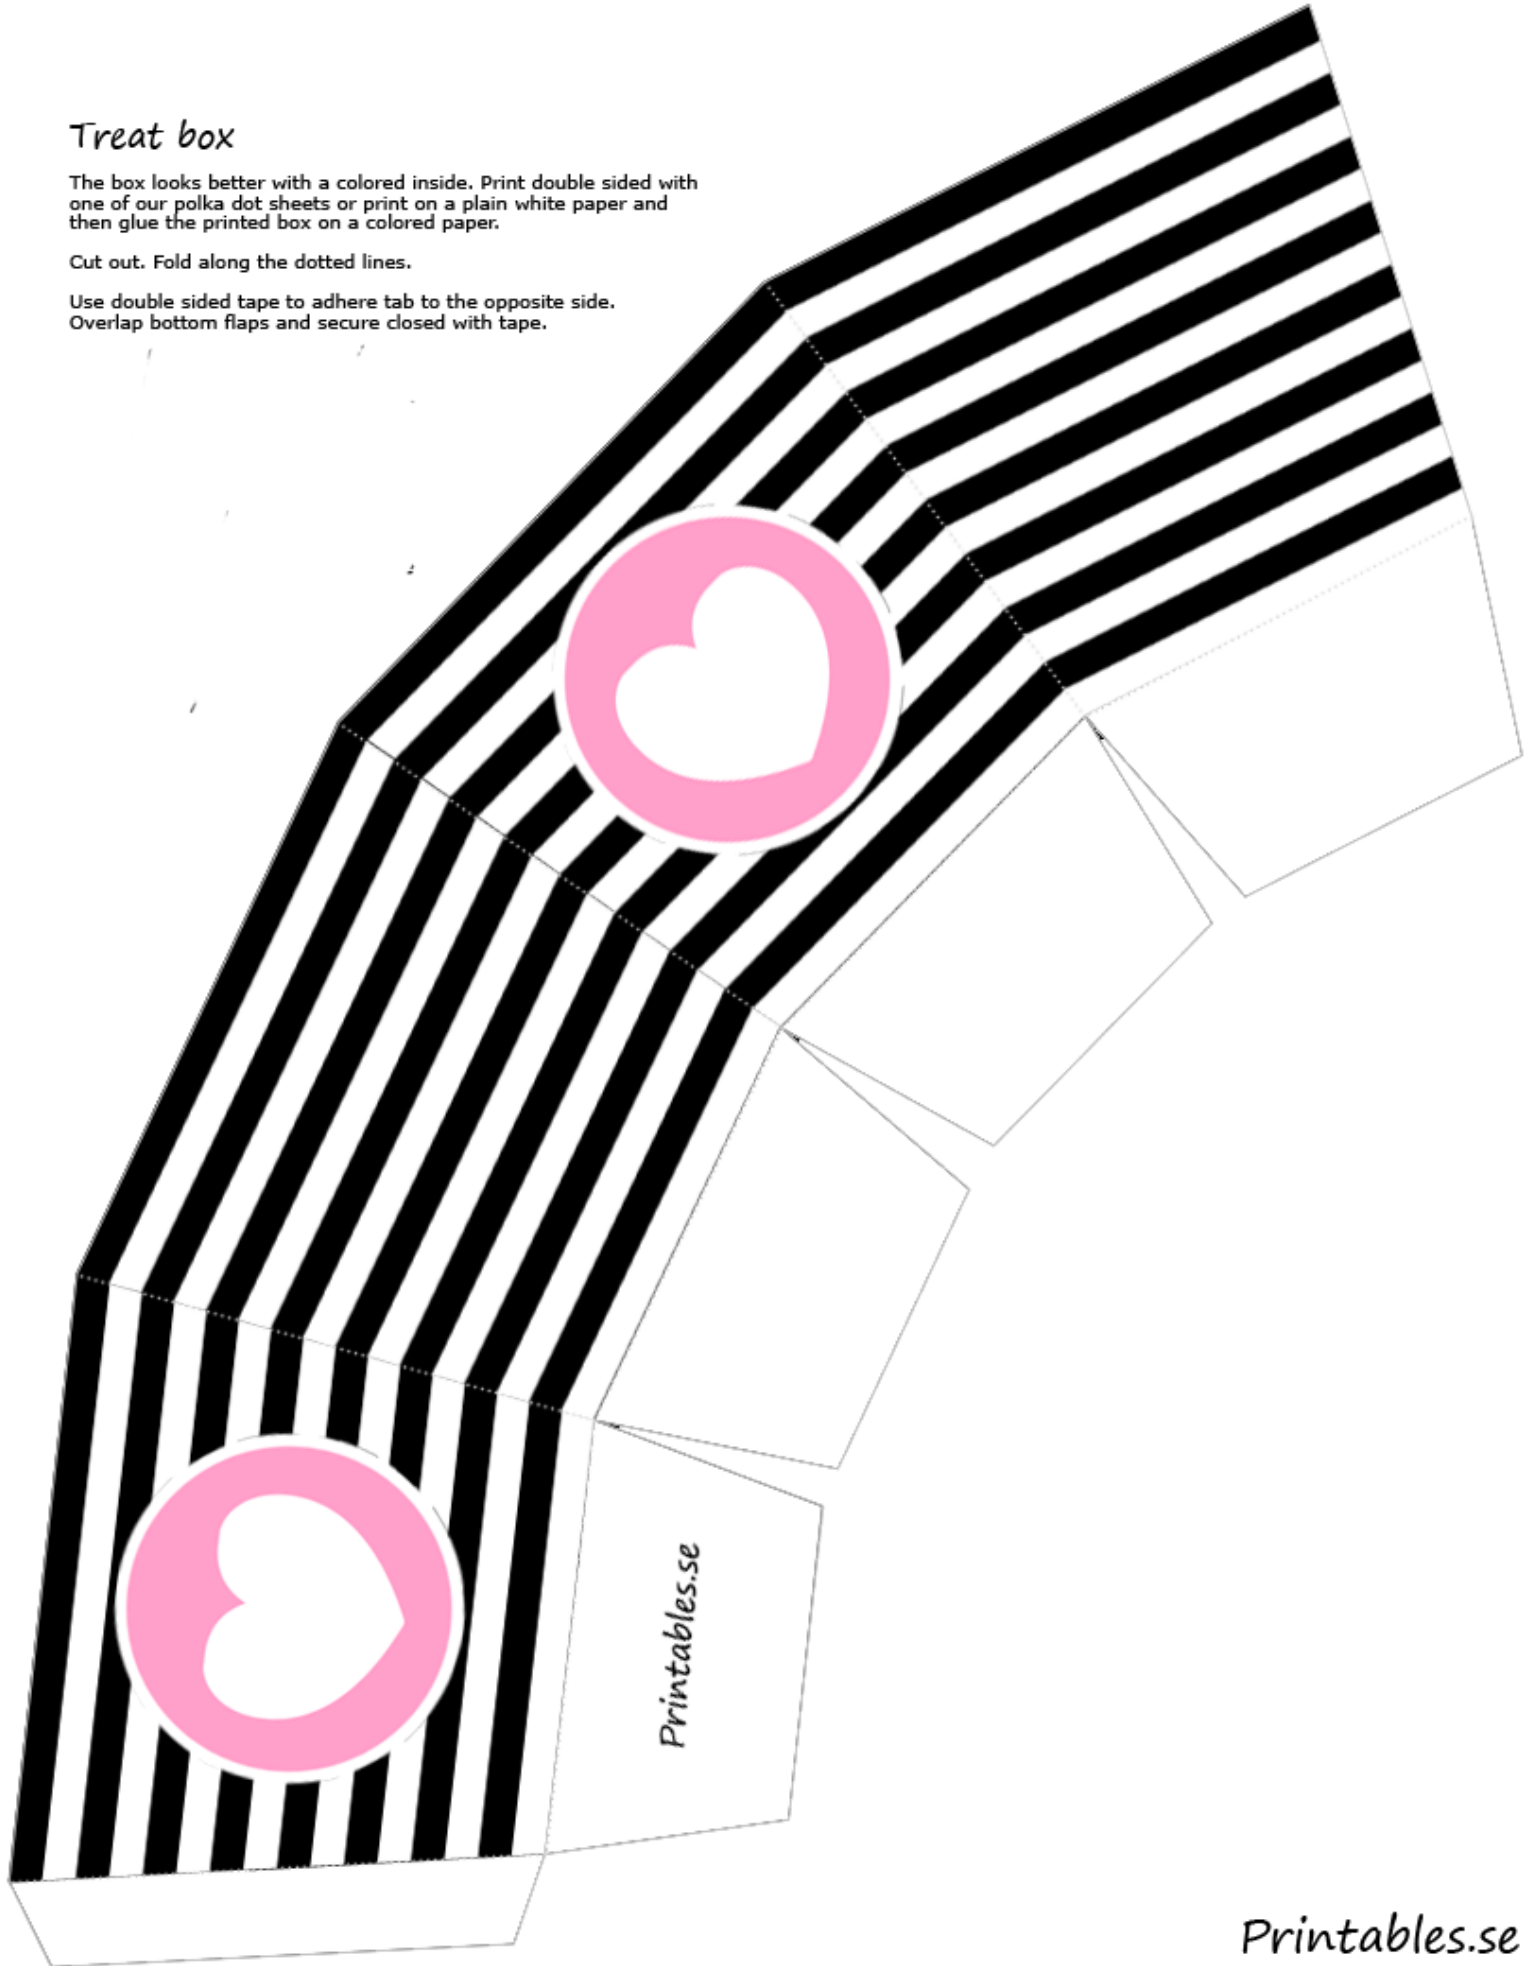 Treat box
The box looks better with a colored inside. Print double sided with
one of our polka dot sheets or print on a plain white paper and
then glue the printed box on a colored paper.
Cut out. Fold along the dotted lines.
Use double sided tape to adhere tab to the opposite side.
Overlap bottom flaps and secure closed with tape.
Printables.se
Printables.se